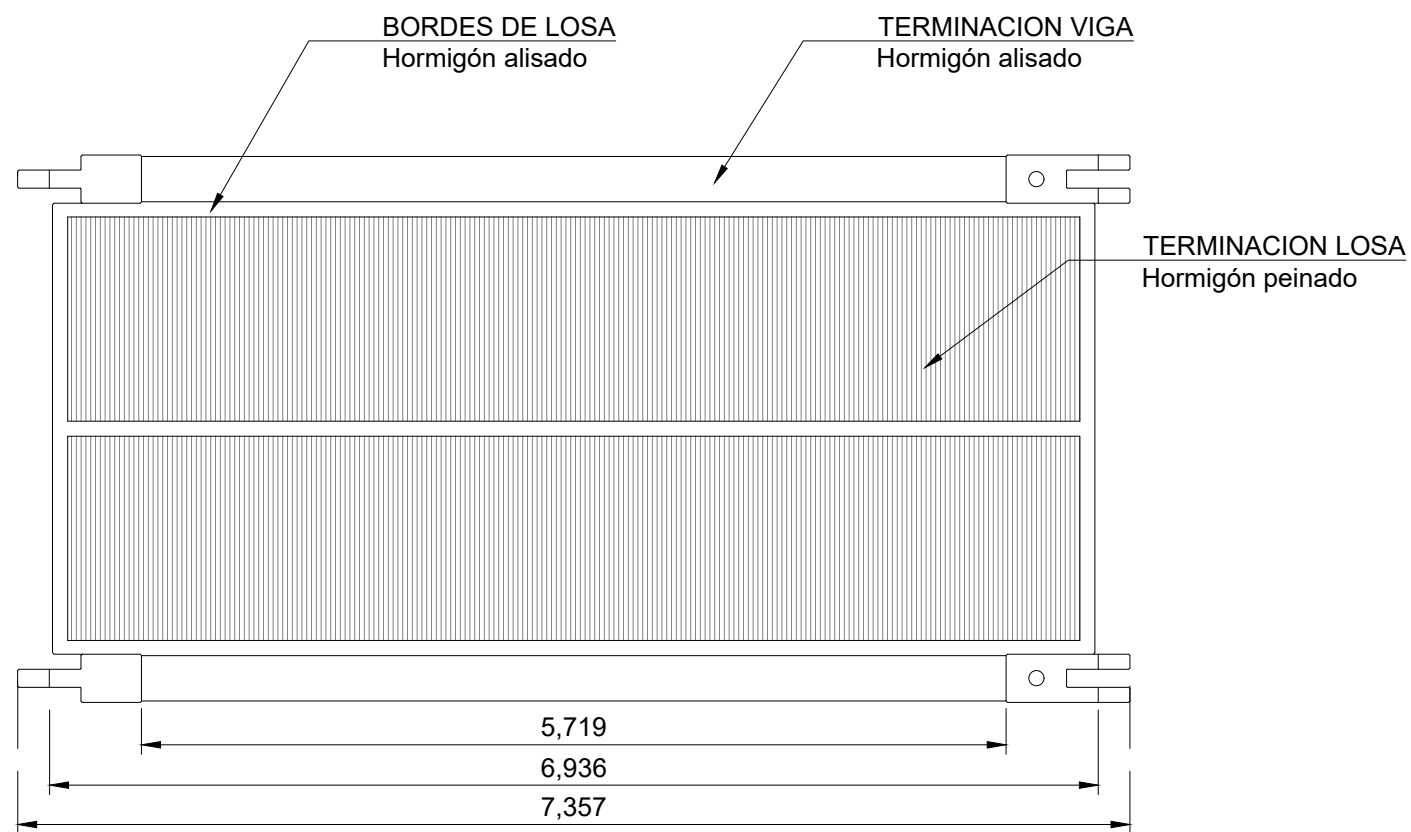 BORDES DE LOSA
Hormigón alisado
TERMINACION VIGA
Hormigón alisado
TERMINACION LOSA
Hormigón peinado
5,719
6,936
7,357